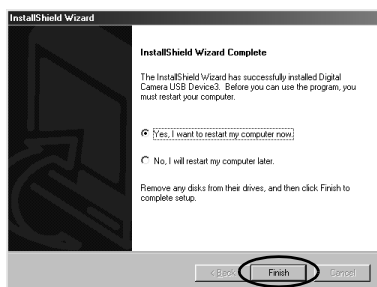 InstallShield Wizard
InstallShield Wizard Complete
The InstallShield Wizard has successfully installed Digital
Camera USB Device3. Before you can use the program, you
must restart your computer.
Yes, I want to restart my computer now.
No, I will restart my computer later.
Remove any disks from their drives, and then click Finish to
complete setup.
< Back
Finish
Cancel